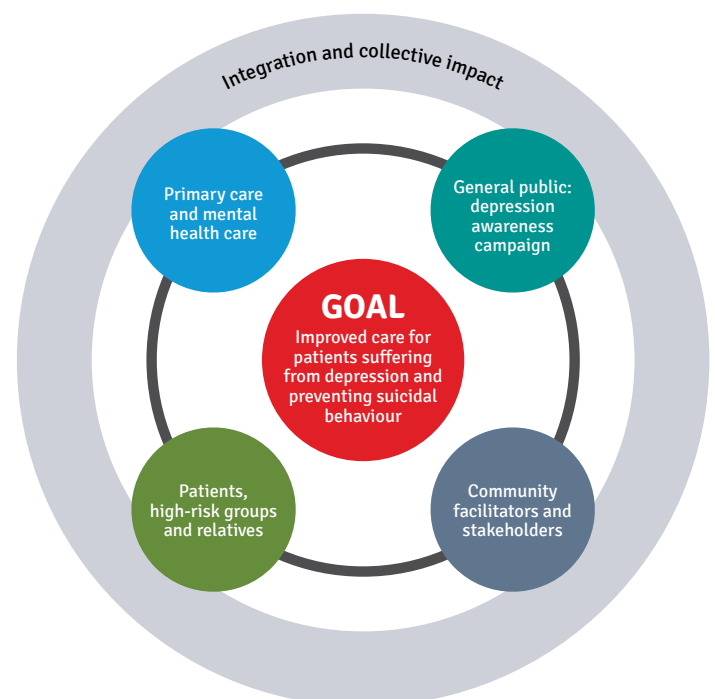 Integration and collective impact
Primary care
and mental
health care
General public:
depression
awareness
campaign
GOAL
Improved care for
patients suffering
from depression and
preventing suicidal
behaviour
Patients,
high-risk groups
and relatives
Community
facilitators and
stakeholders